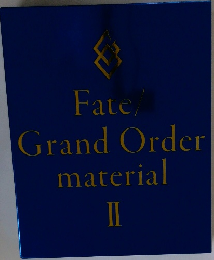 Fate/
Grand Order
material
II